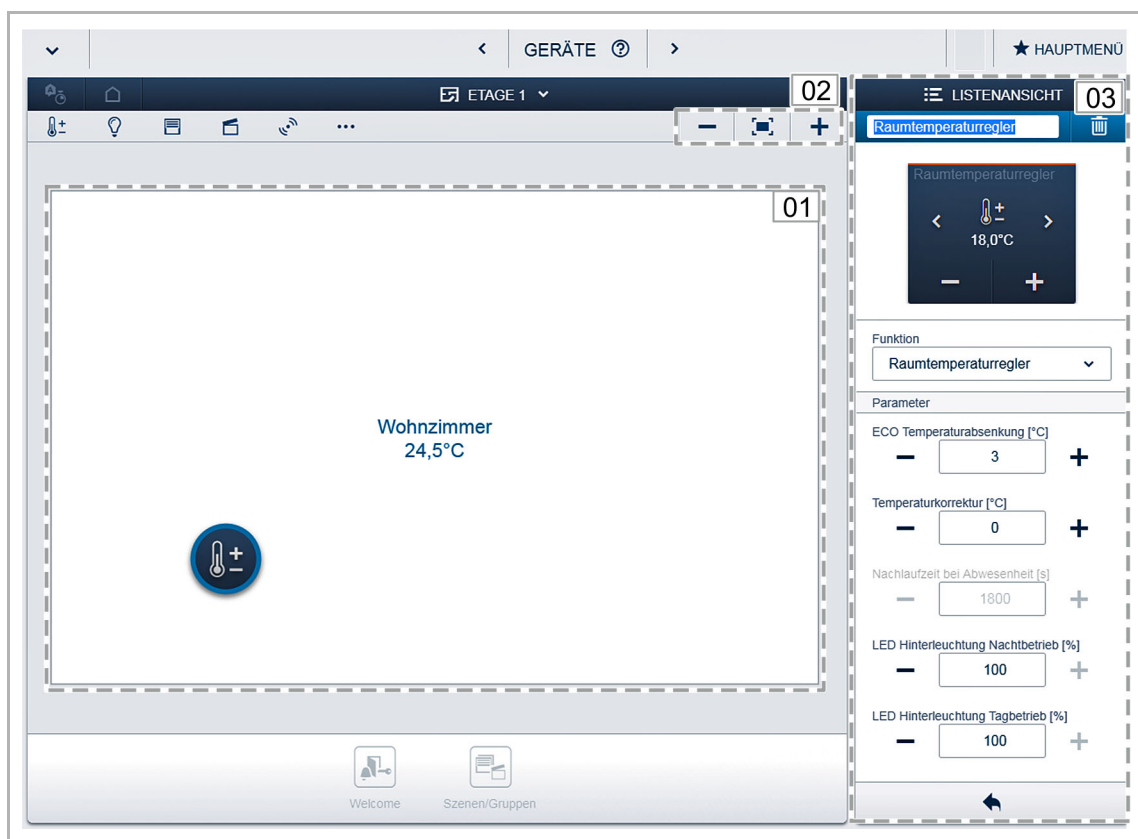 GERÄTE
HAUPTMENÜ
ETAGE 1
02
LISTENANSICHT
03
Raumtemperaturregler
01
Raumtemperaturregler
18,0°C
Wohnzimmer
24,5°C
Funktion
Raumtemperaturregler
Parameter
ECO Temperaturabsenkung [°C]
3
Temperaturkorrektur [°C]
0
Nachlaufzeit bei Abwesenheit [s]
1800
LED Hinterleuchtung Nachtbetrieb [%]
100
LED Hinterleuchtung Tagbetrieb [%]
100
Welcome
Szenen/Gruppen